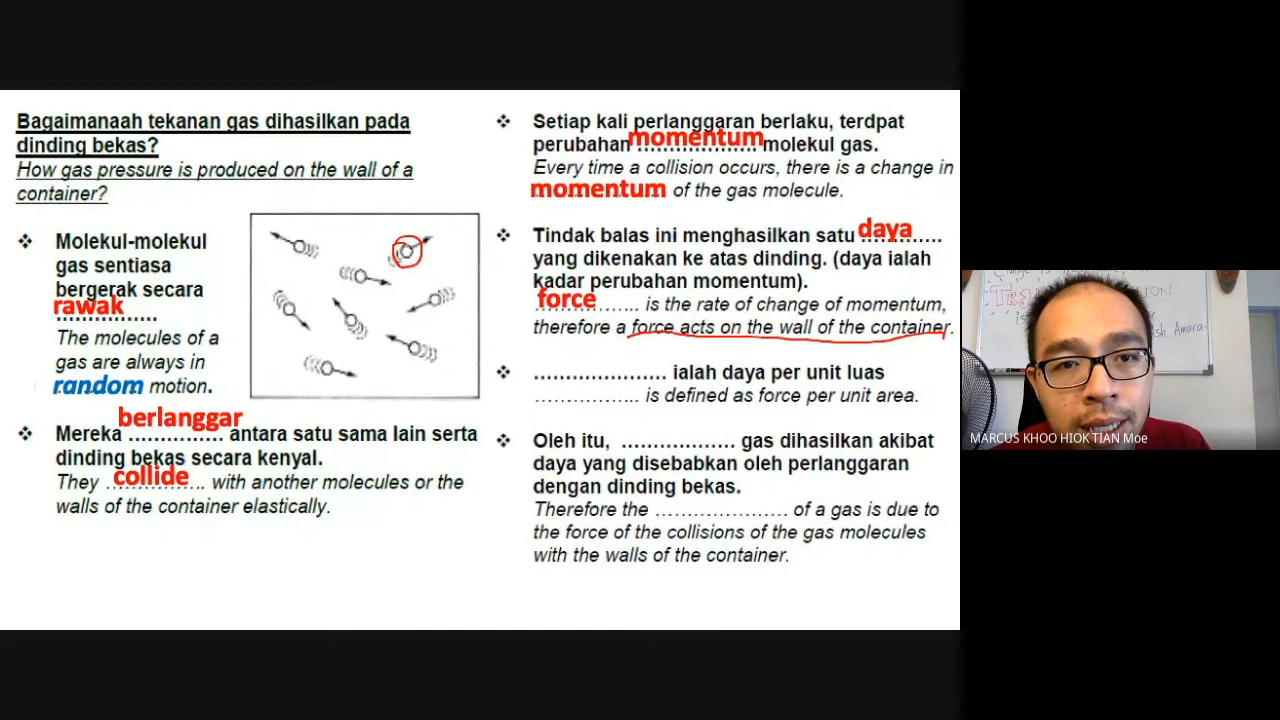 Bagaimanaah tekanan gas dihasilkan pada
dinding bekas?
How gas pressure is produced on the wall of a
container?
❖ Molekul-molekul
gas sentiasa
bergerak secara
rawak
................
The molecules of a
gas are always in
random motion.
berlanggar
❖ Mereka ............... antara satu sama lain serta
dinding bekas secara kenyal.
They collide ................ with another molecules or the
walls of the container elastically.
❖ Setiap kali perlanggaran berlaku, terdpat
perubahan momentum molekul gas.
Every time a collision occurs, there is a change in
momentum of the gas molecule.
❖ Tindak balas ini menghasilkan satu daya .............
yang dikenakan ke atas dinding. (daya ialah
kadar perubahan momentum).
force ................ is the rate of change of momentum,
therefore a force acts on the wall of the container.
❖ ..................... ialah daya per unit luas
................. is defined as force per unit area.
❖ Oleh itu, .................. gas dihasilkan akibat
daya yang disebabkan oleh perlanggaran
dengan dinding bekas.
Therefore the ..................... of a gas is due to
the force of the collisions of the gas molecules
with the walls of the container.
MARCUS KHOO HIOK TIAN Moe